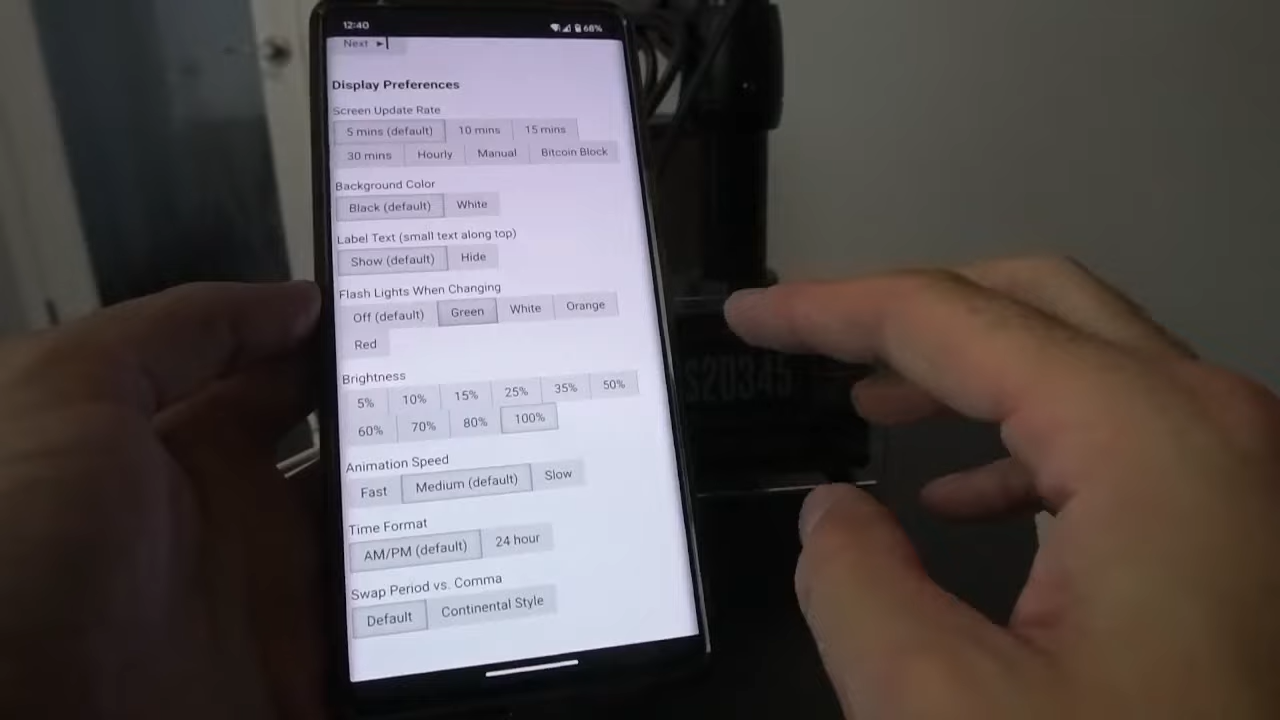 12:40 68%
Next ►|
Display Preferences
Screen Update Rate
5 mins (default) 10 mins 15 mins
30 mins Hourly Manual Bitcoin Block
Background Color
Black (default) White
Label Text (small text along top)
Show (default) Hide
Flash Lights When Changing
Off (default) Green White Orange
Red
Brightness
5% 10% 15% 25% 35% 50%
60% 70% 80% 100%
Animation Speed
Fast Medium (default) Slow
Time Format
AM/PM (default) 24 hour
Swap Period vs. Comma
Default Continental Style
$20345